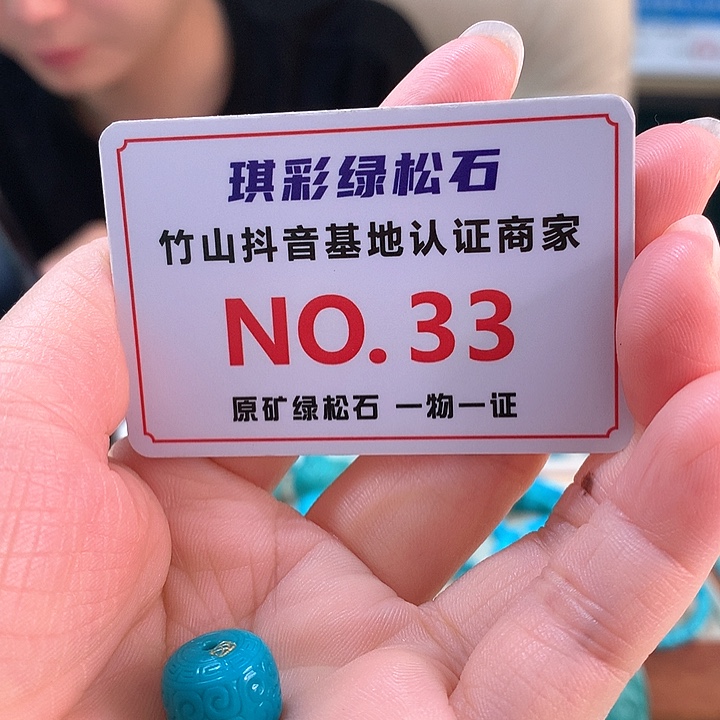 琪彩绿松石
竹山抖音基地认证商家
NO.33
原矿绿松石 一物一证